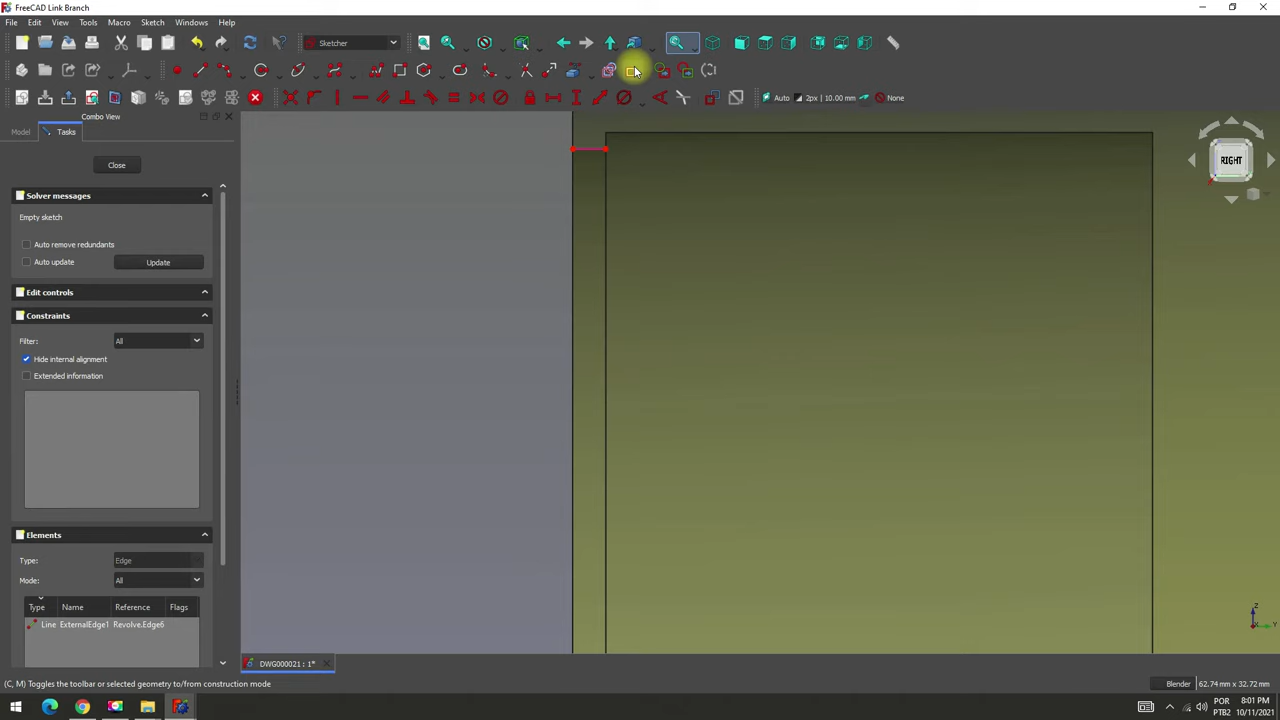 FreeCAD Link Branch
File Edit View Tools Macro Sketch Windows Help
Sketcher
Auto 2px | 10.00 mm None
Combo View
Model Tasks
Close
Solver messages
Empty sketch
Auto remove redundants
Auto update Update
Edit controls
Constraints
Filter: All
Hide internal alignment
Extended information
Elements
Type: Edge
Mode: All
Type Name Reference Flags
Line ExternalEdge1 Revolve.Edge6
RIGHT
Z
Y
DWG000021 : 1*
(C, M) Toggles the toolbar or selected geometry to/from construction mode
Blender 62.74 mm x 32.72 mm
POR 8:01 PM
PTB2 10/11/2021